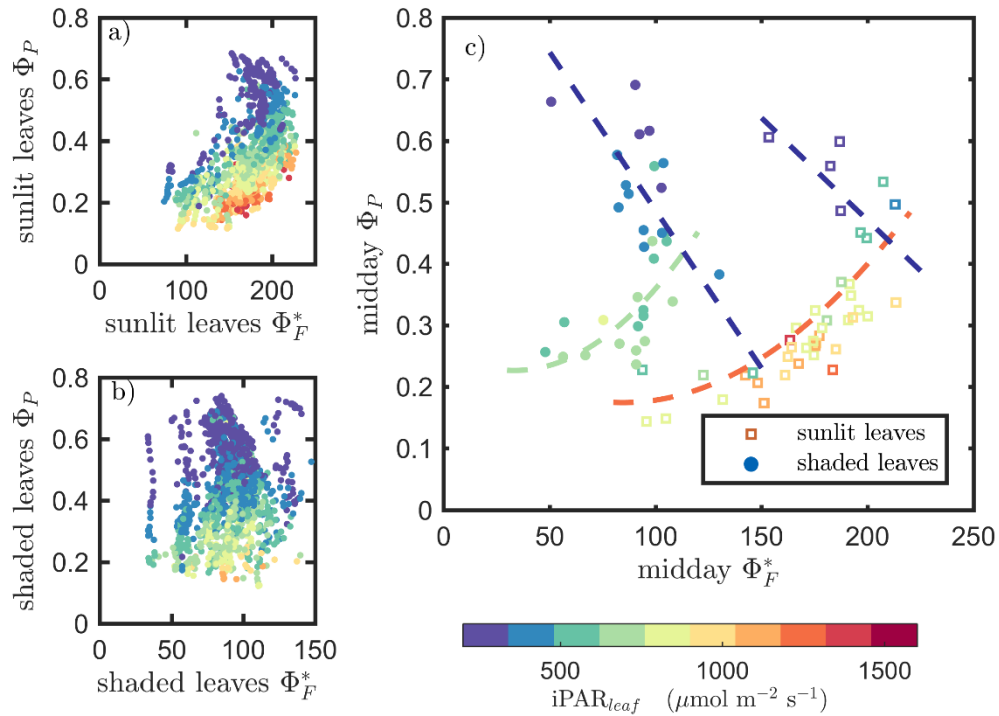 a)
sunlit leaves Φ_P
0.8
0.6
0.4
0.2
0
0
100
200
sunlit leaves Φ*_F
b)
shaded leaves Φ_P
0.8
0.6
0.4
0.2
0
0
50
100
150
shaded leaves Φ*_F
c)
midday Φ_P
0.8
0.7
0.6
0.5
0.4
0.3
0.2
0.1
0
0
50
100
150
200
250
midday Φ*_F
sunlit leaves
shaded leaves
500
1000
1500
iPAR_leaf (μmol m⁻² s⁻¹)